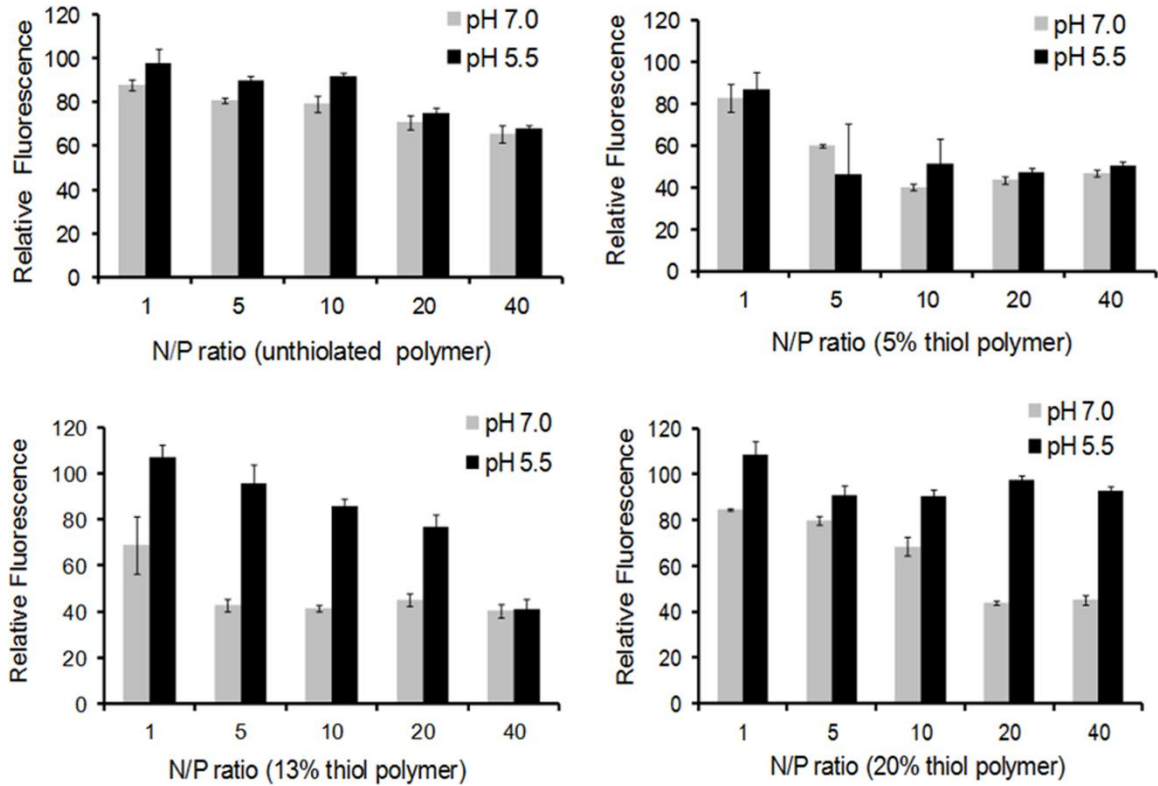 120
100
80
60
40
20
0
Relative Fluorescence
pH 7.0
pH 5.5
1 5 10 20 40
N/P ratio (unthiolated polymer)
120
100
80
60
40
20
0
Relative Fluorescence
pH 7.0
pH 5.5
1 5 10 20 40
N/P ratio (5% thiol polymer)
120
100
80
60
40
20
0
Relative Fluorescence
pH 7.0
pH 5.5
1 5 10 20 40
N/P ratio (13% thiol polymer)
120
100
80
60
40
20
0
Relative Fluorescence
pH 7.0
pH 5.5
1 5 10 20 40
N/P ratio (20% thiol polymer)